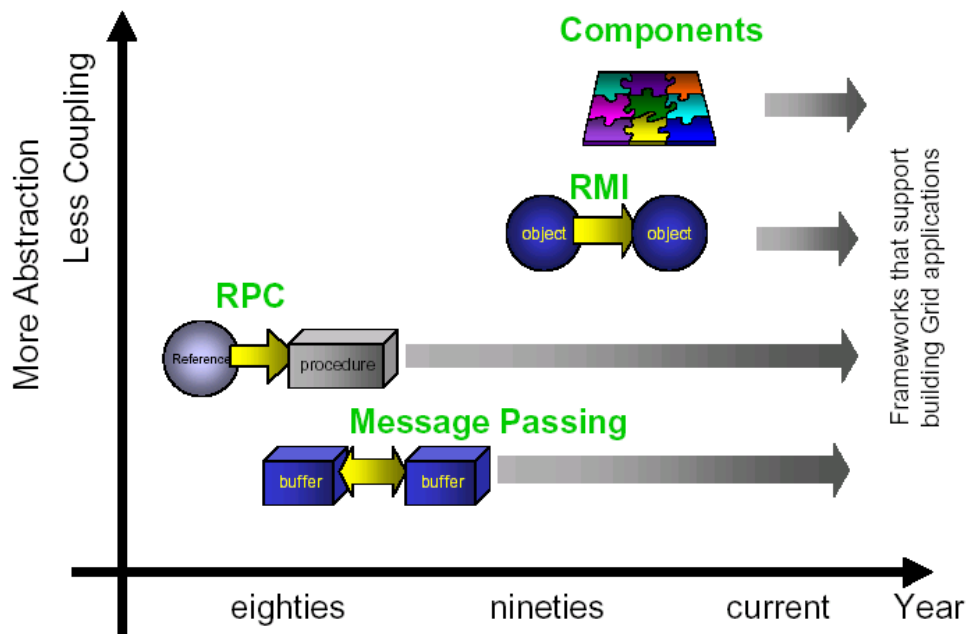 Components
More Abstraction
Less Coupling
RMI
object
object
RPC
Reference
procedure
Message Passing
buffer
buffer
Frameworks that support
building Grid applications
eighties
nineties
current
Year